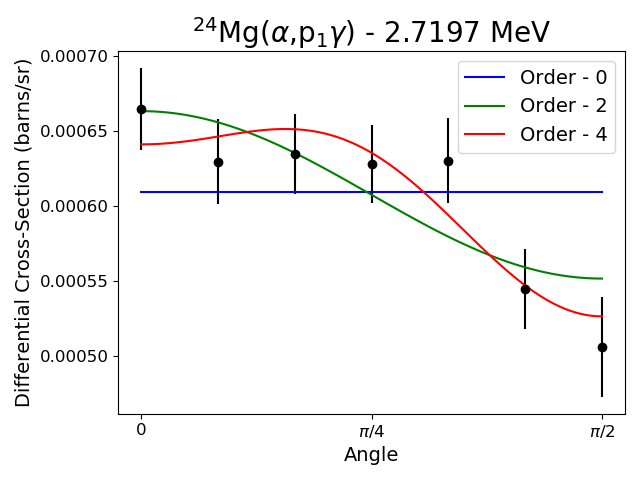 ²⁴Mg(α,p₁γ) - 2.7197 MeV
Differential Cross-Section (barns/sr)
0.00070
0.00065
0.00060
0.00055
0.00050
Order - 0
Order - 2
Order - 4
0
π/4
π/2
Angle